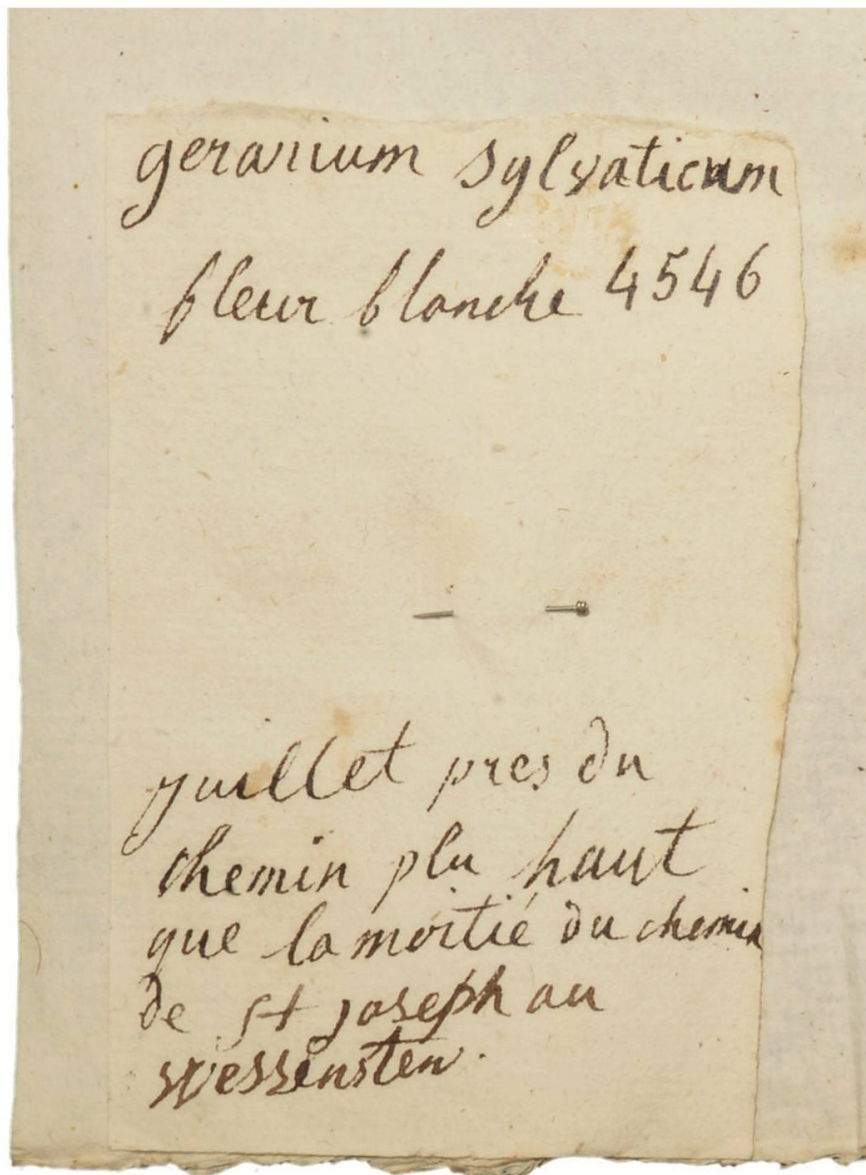 geranium sylvaticum
fleur blanche 4546
juillet pres du
chemin plu haut
que la moitié du chemin
de st joseph au
wessensten.